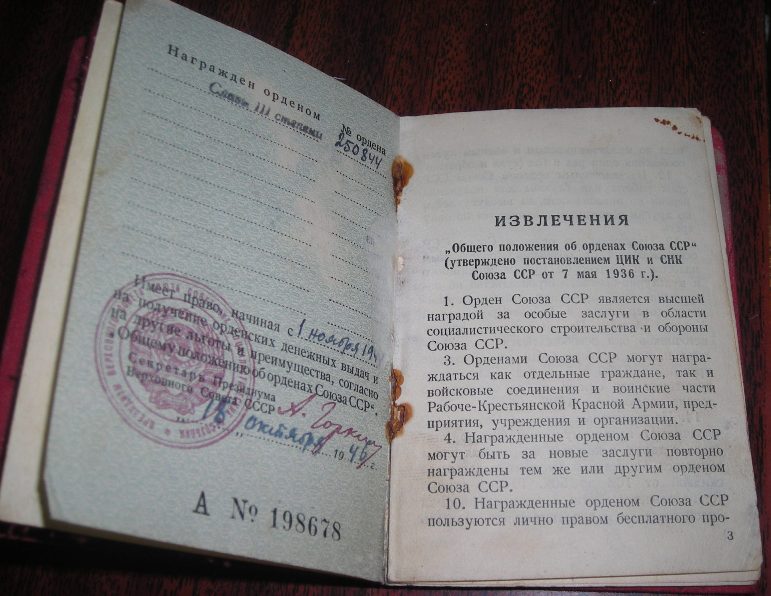 Награжден орденом
№ ордена
Славы III степени 250844
Имеет право, начиная с 1 ноября 194
на получение орденских денежных выдач и
на другие льготы и преимущества, согласно
„Общему положению об орденах Союза ССР“.
Секретарь Президиума
Верховного Совета СССР А. Горкин
„18“ октября 1946 г.
А № 198678
ИЗВЛЕЧЕНИЯ
„Общего положения об орденах Союза ССР“
(утверждено постановлением ЦИК и СНК
Союза ССР от 7 мая 1936 г.).
1. Орден Союза ССР является высшей
наградой за особые заслуги в области
социалистического строительства и обороны
Союза ССР.
3. Орденами Союза ССР могут награ-
ждаться как отдельные граждане, так и
войсковые соединения и воинские части
Рабоче-Крестьянской Красной Армии, пред-
приятия, учреждения и организации.
4. Награжденные орденом Союза ССР
могут быть за новые заслуги повторно
награждены тем же или другим орденом
Союза ССР.
10. Награжденные орденом Союза ССР
пользуются лично правом бесплатного про-
3